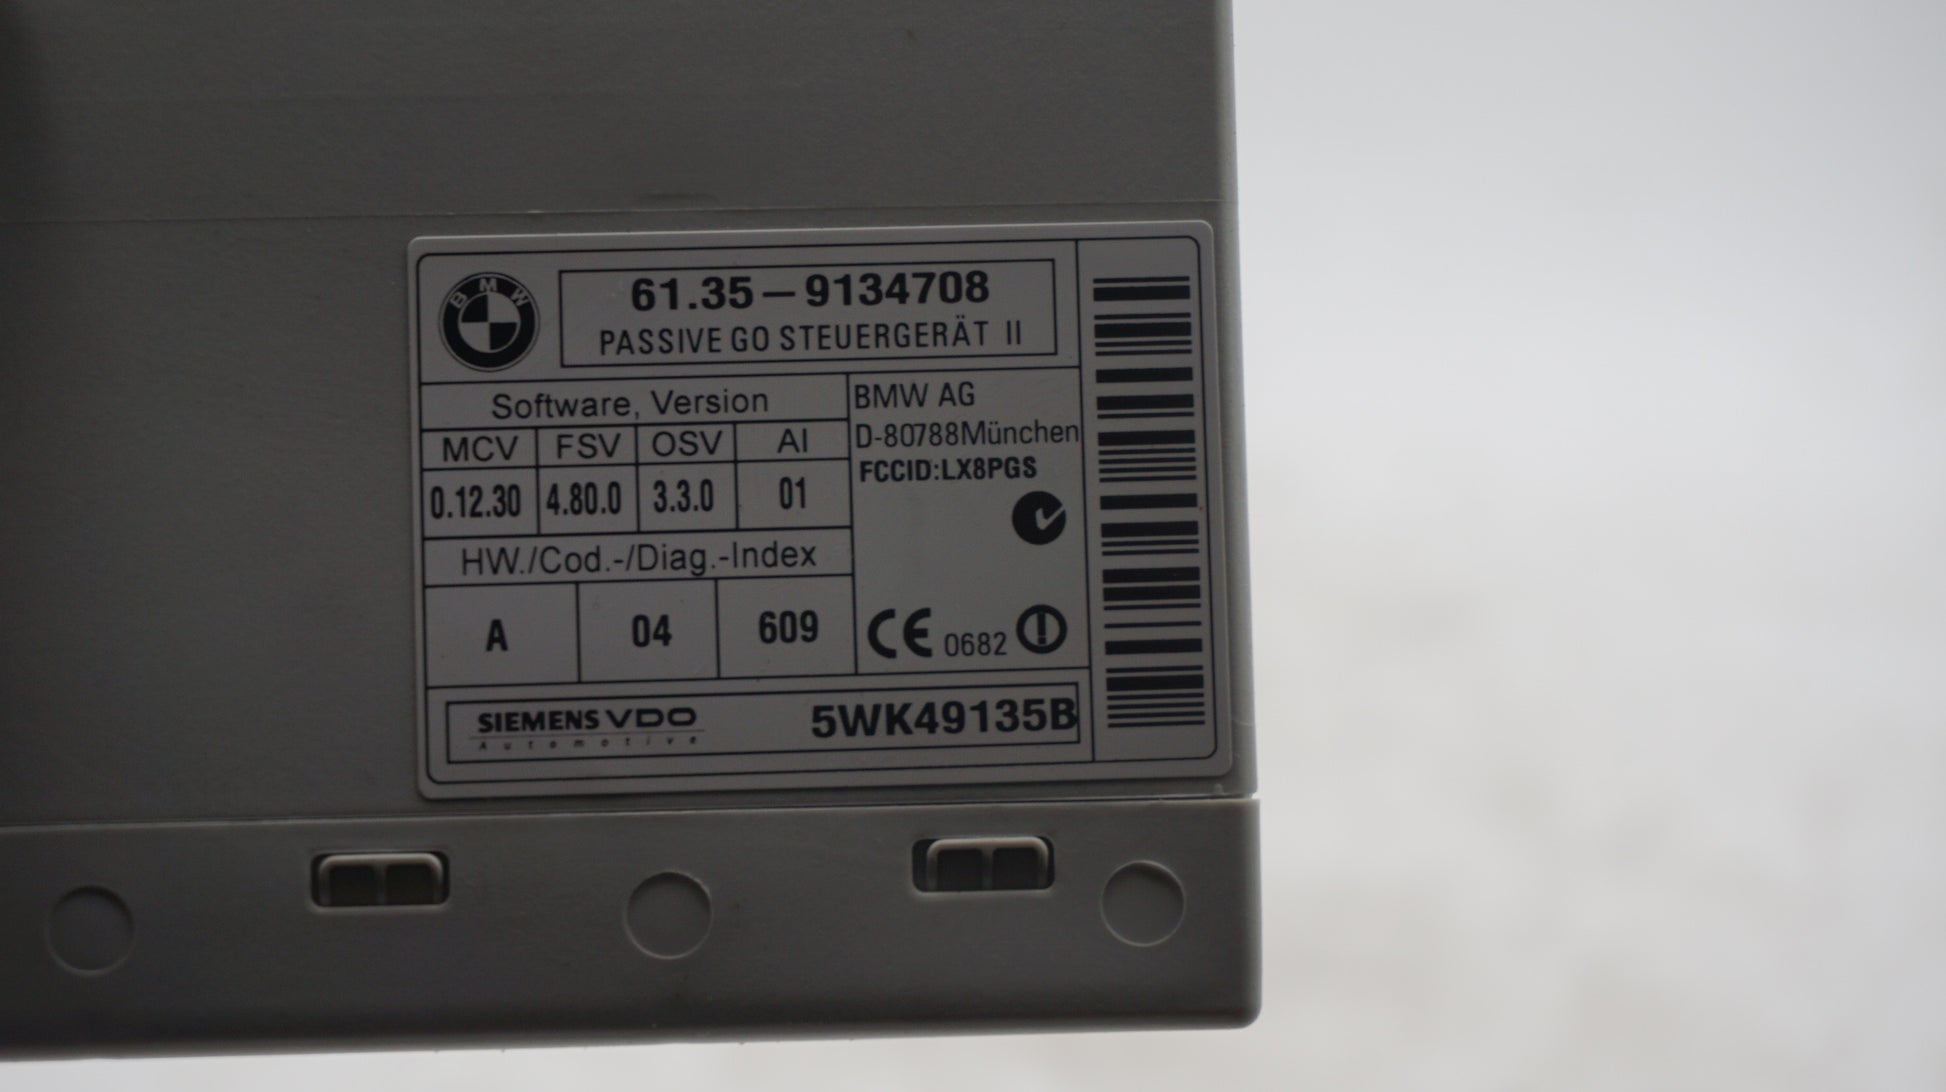 BMW
61.35-9134708
PASSIVE GO STEUERGERÄT II
Software, Version
MCV FSV OSV AI
0.12.30 4.80.0 3.3.0 01
HW./Cod.-/Diag.-Index
A 04 609
BMW AG
D-80788München
FCCID:LX8PGS
CE 0682
SIEMENS VDO
Automotive
5WK49135B